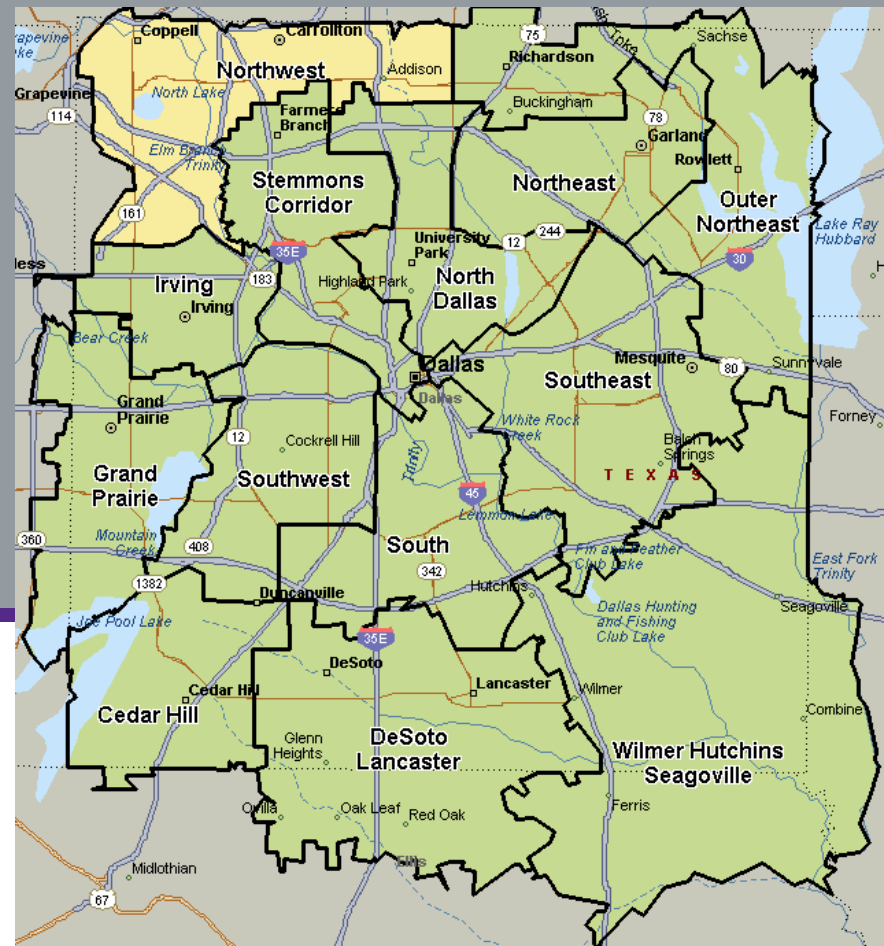 75
Coppell
Carrollton
Sachse
Northwest
Addison
Richardson
Grapevine
North Lake
Buckingham
114
Farmers
Branch
78
Garland
Elm
Trinity
Rowlett
Stemmons
Corridor
Northeast
Outer
Northeast
161
University
Park
12
244
Lake Ray
Hubbard
35E
183
30
Irving
Highland Park
North
Dallas
Irving
Bear Creek
Dallas
Mesquite
80
Sunnyvale
Southeast
Grand
Prairie
Dallas
White Rock
Creek
Forney
12
Cockrell Hill
Trinity
Balch
Springs
Grand
Prairie
Southwest
TEXAS
45
Lemmon Lake
360
Mountain
Creek
408
South
342
Fin and Feather
Club Lake
East Fork
Trinity
1382
Duncanville
Hutchins
Seagoville
Joe Pool Lake
35E
Dallas Hunting
and Fishing
Club Lake
DeSoto
Cedar Hill
Lancaster
Wilmer
Cedar Hill
Combine
Glenn
Heights
DeSoto
Lancaster
Wilmer Hutchins
Seagoville
Ovilla
Oak Leaf
Red Oak
Ferris
Ellis
Midlothian
67